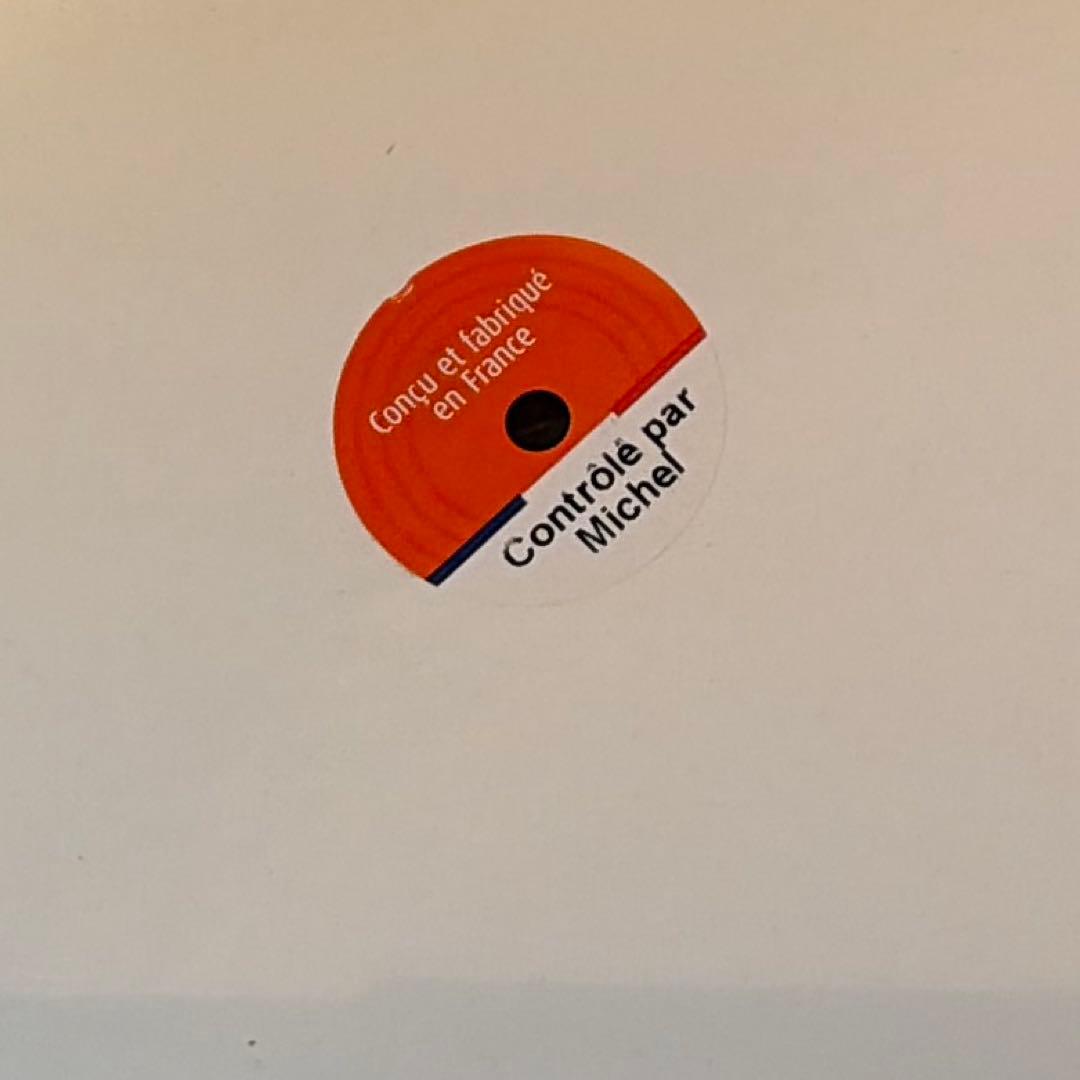 Conçu et fabriqué
en France
Contrôlé par
Michel